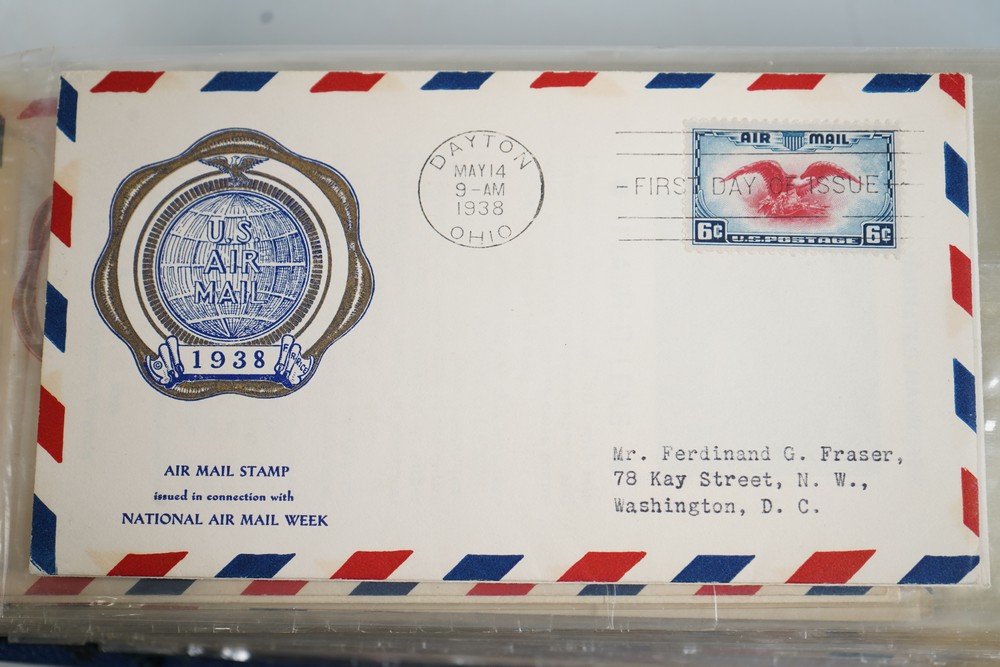 U.S.
AIR
MAIL
1938
AIR MAIL STAMP
issued in connection with
NATIONAL AIR MAIL WEEK
DAYTON
MAY 14
9-AM
1938
OHIO
FIRST DAY OF ISSUE
AIR MAIL
6¢ U.S. POSTAGE 6¢
Mr. Ferdinand G. Fraser,
78 Kay Street, N. W.,
Washington, D. C.